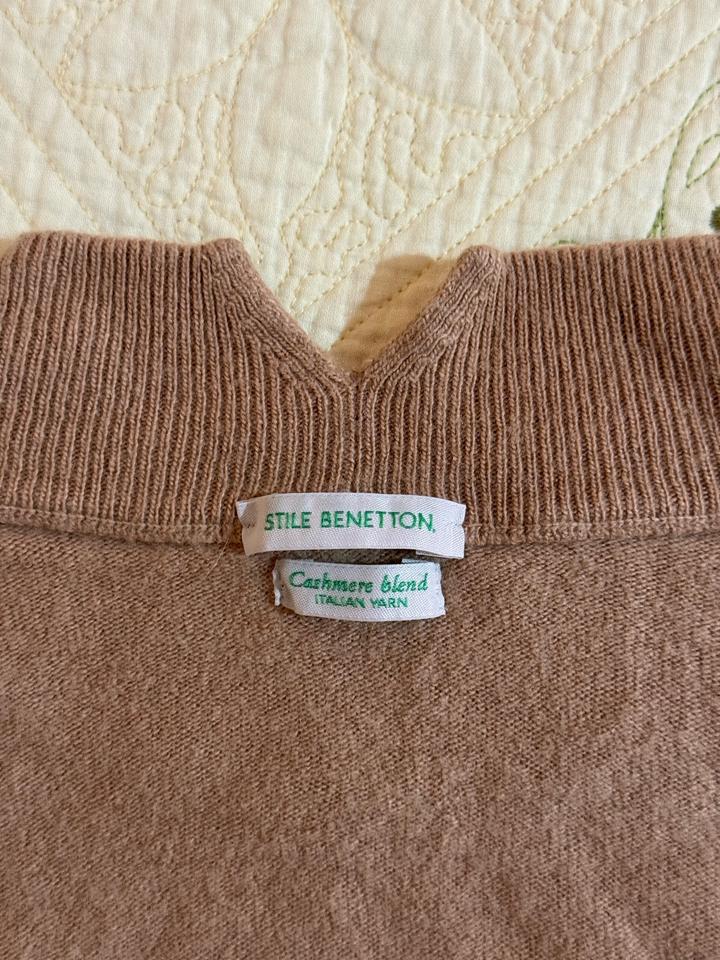 STILE BENETTON.
Cashmere blend
ITALIAN YARN